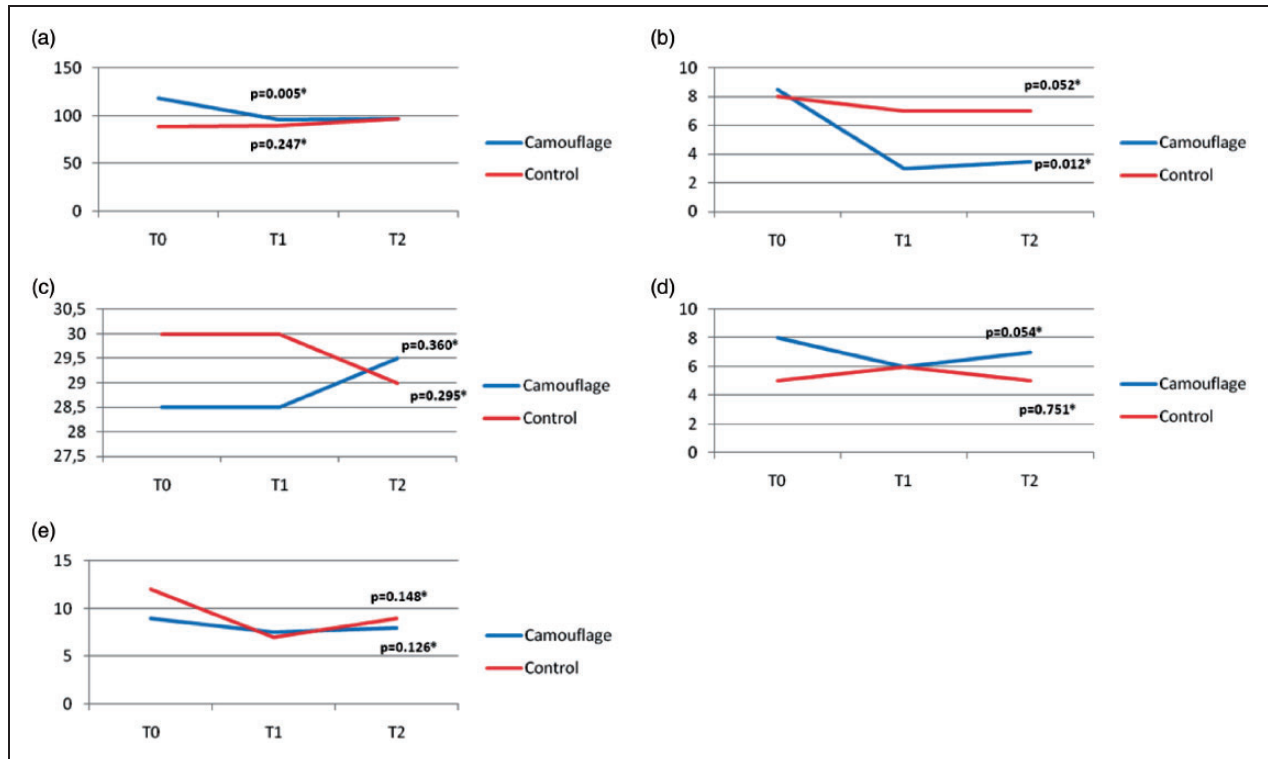 (a)
150
100
50
0
p=0.005*
p=0.247*
T0 T1 T2
Camouflage
Control
(b)
10
8
6
4
2
0
p=0.052*
p=0.012*
T0 T1 T2
Camouflage
Control
(c)
30,5
30
29,5
29
28,5
28
27,5
p=0.360*
p=0.295*
T0 T1 T2
Camouflage
Control
(d)
10
8
6
4
2
0
p=0.054*
p=0.751*
T0 T1 T2
Camouflage
Control
(e)
15
10
5
0
p=0.148*
p=0.126*
T0 T1 T2
Camouflage
Control